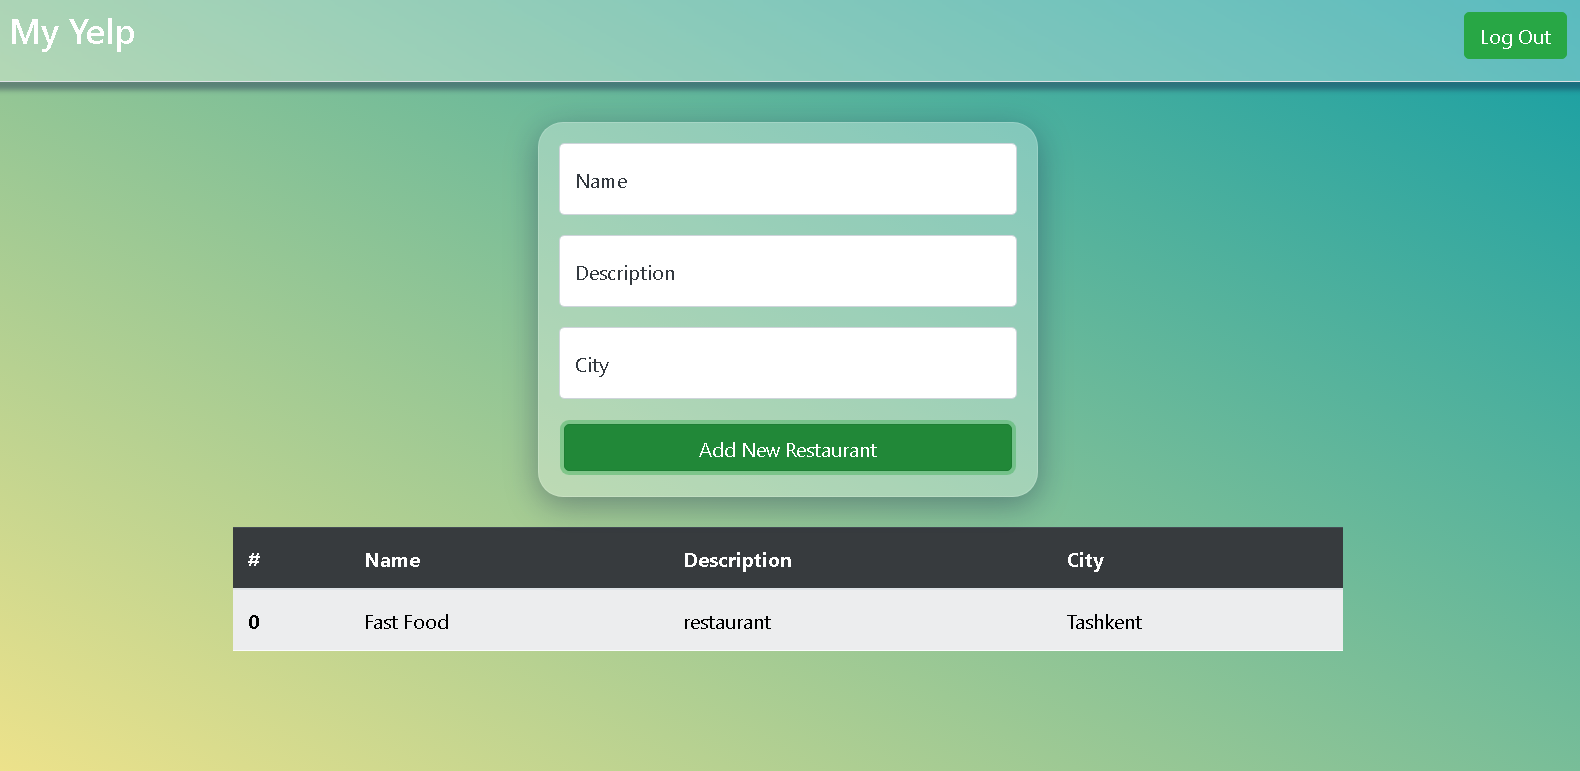 My Yelp
Log Out
Name
Description
City
Add New Restaurant
# Name Description City
0 Fast Food restaurant Tashkent